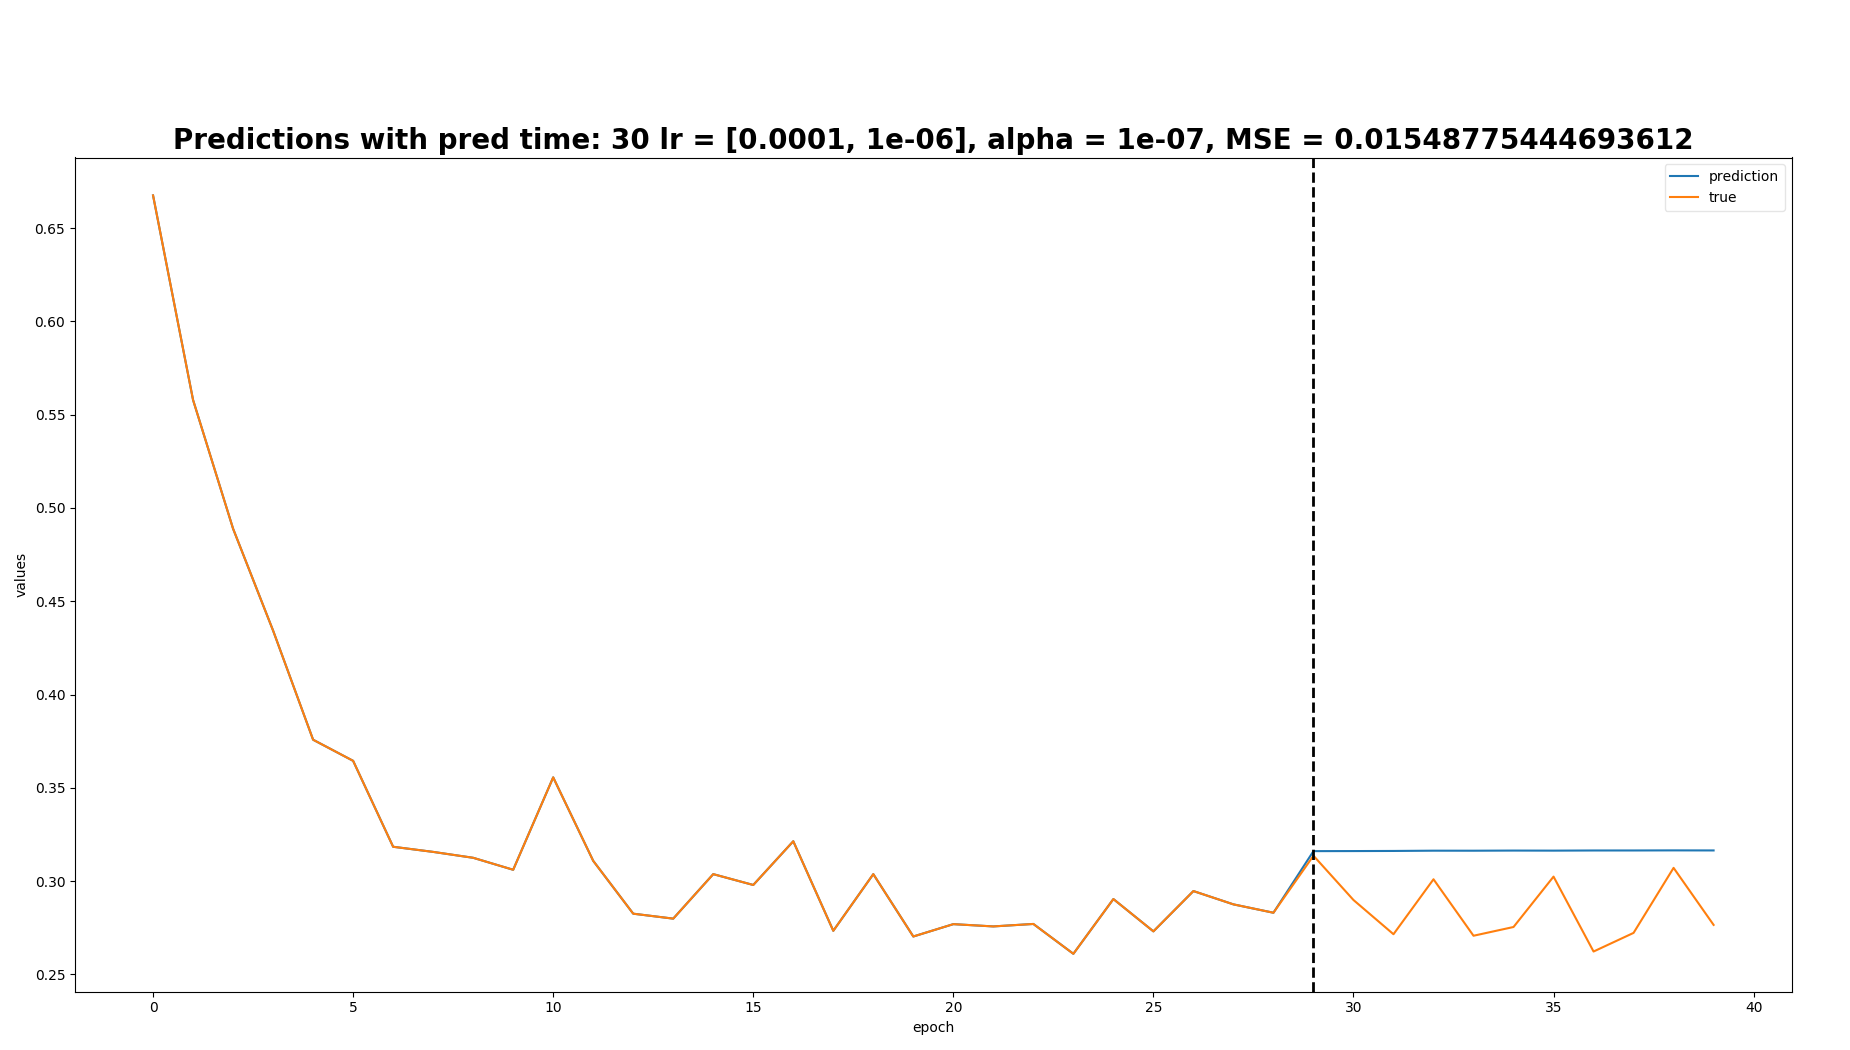 Predictions with pred time: 30 lr = [0.0001, 1e-06], alpha = 1e-07, MSE = 0.01548775444693612
prediction
true
values
0.65
0.60
0.55
0.50
0.45
0.40
0.35
0.30
0.25
0 5 10 15 20 25 30 35 40
epoch